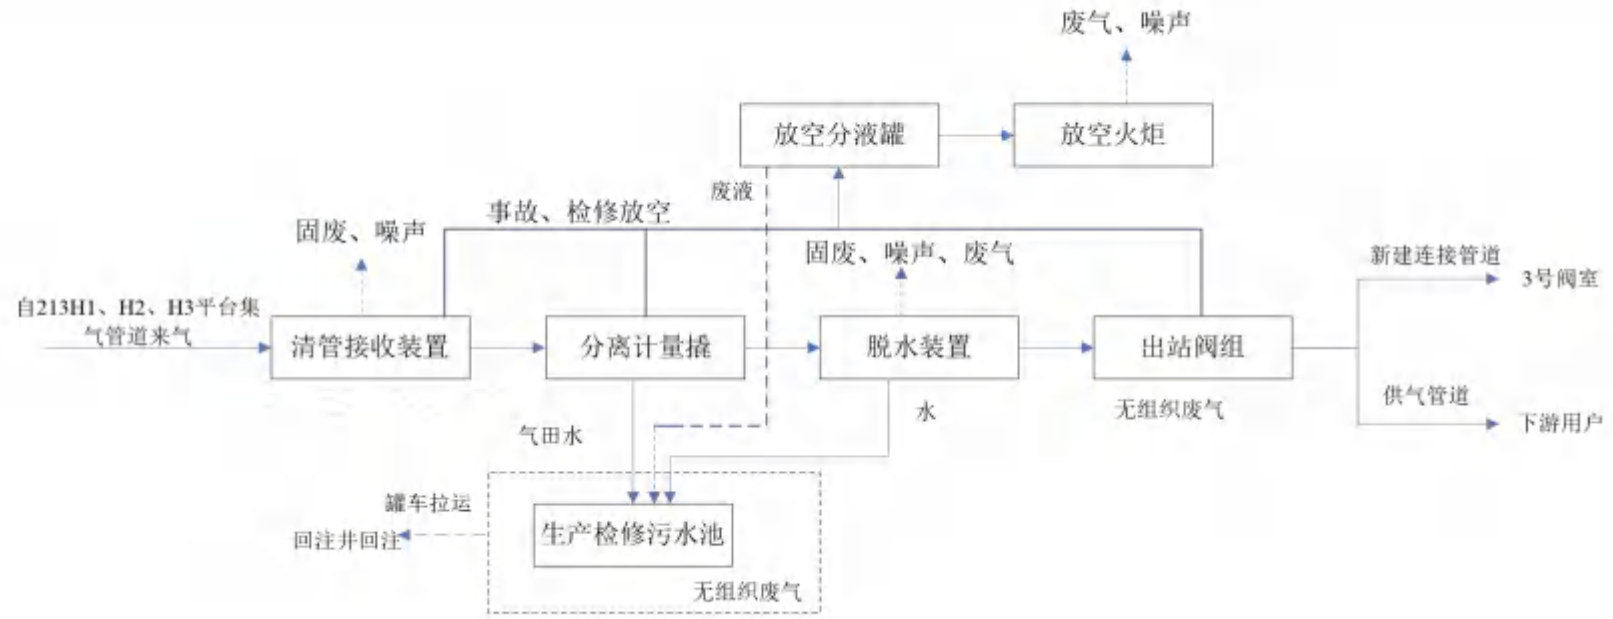 废气、噪声
放空分液罐
放空火炬
废液
事故、检修放空
固废、噪声
固废、噪声、废气
新建连接管道
3号阀室
自213H1、H2、H3平台集
气管道来气
清管接收装置
分离计量撬
脱水装置
出站阀组
供气管道
下游用户
水
无组织废气
气田水
罐车拉运
回注井回注
生产检修污水池
无组织废气